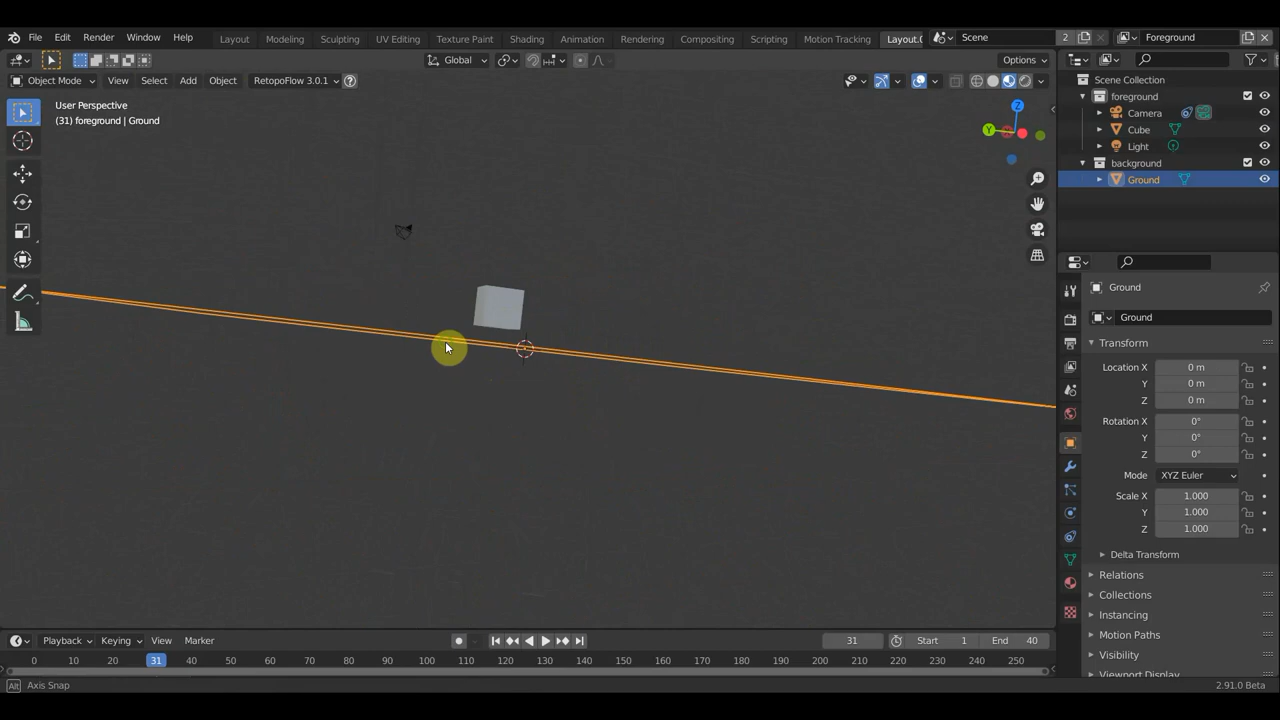 File Edit Render Window Help Layout Modeling Sculpting UV Editing Texture Paint Shading Animation Rendering Compositing Scripting Motion Tracking Layout.0 Scene 2 Foreground
Global Options
Object Mode View Select Add Object RetopoFlow 3.0.1
User Perspective
(31) foreground | Ground
Z
Y
Scene Collection
foreground
Camera
Cube
Light
background
Ground
Ground
Ground
Transform
Location X 0 m
Y 0 m
Z 0 m
Rotation X 0°
Y 0°
Z 0°
Mode XYZ Euler
Scale X 1.000
Y 1.000
Z 1.000
Delta Transform
Relations
Collections
Instancing
Motion Paths
Visibility
Viewport Display
Playback Keying View Marker 31 Start 1 End 40
0 10 20 31 40 50 60 70 80 90 100 110 120 130 140 150 160 170 180 190 200 210 220 230 240 250
Alt Axis Snap 2.91.0 Beta